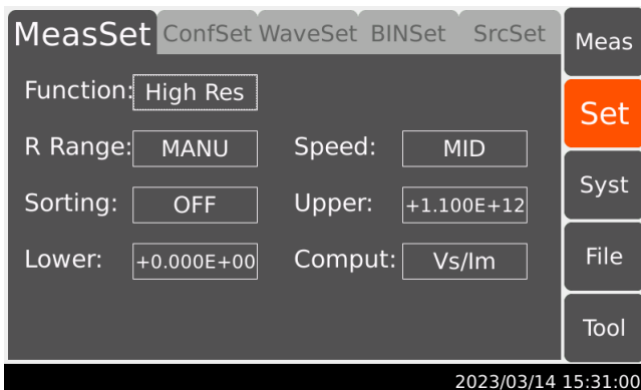 MeasSet ConfSet WaveSet BINSet SrcSet
Meas
Function: High Res
Set
R Range: MANU Speed: MID
Syst
Sorting: OFF Upper: +1.100E+12
Lower: +0.000E+00 Comput: Vs/Im
File
Tool
2023/03/14 15:31:00